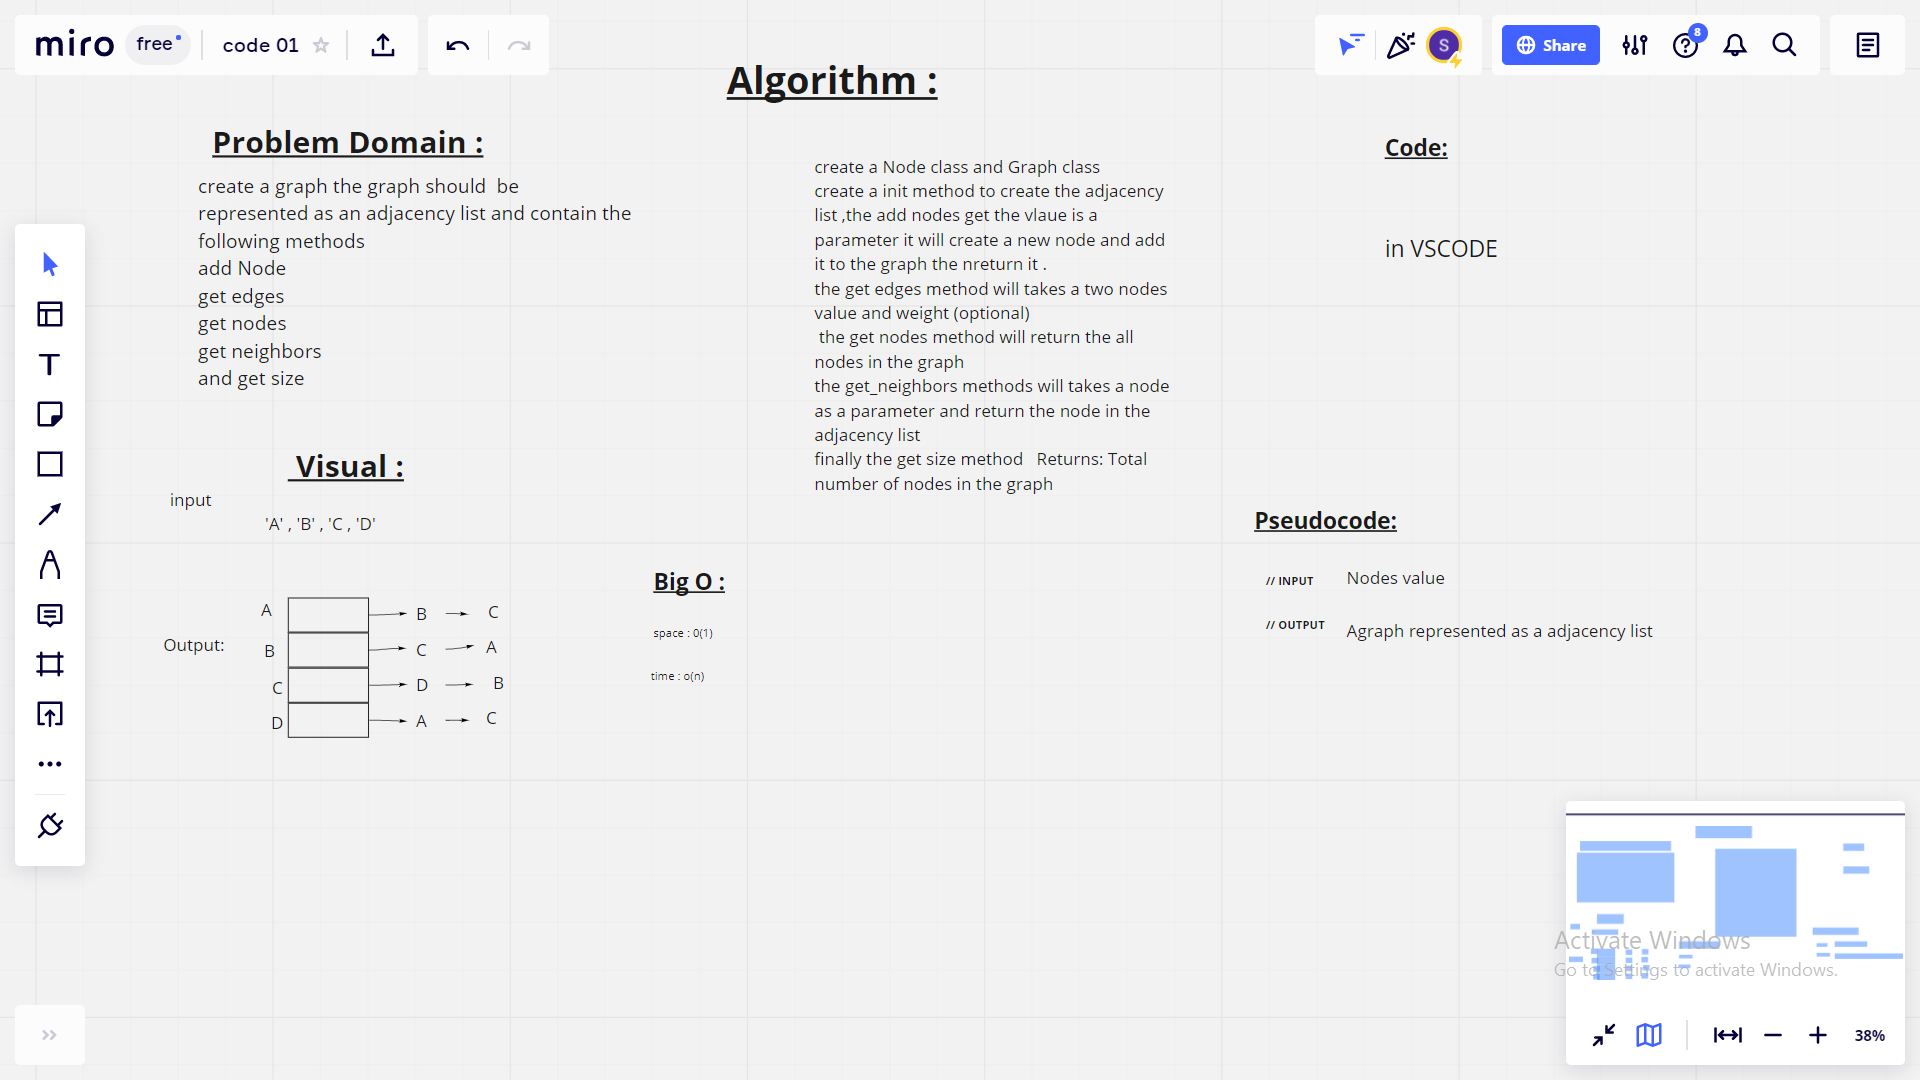 miro
free
code 01
S
Share
8
Algorithm :
Problem Domain :
create a graph the graph should  be
represented as an adjacency list and contain the
following methods
add Node
get edges
get nodes
get neighbors
and get size
create a Node class and Graph class
create a init method to create the adjacency
list ,the add nodes get the vlaue is a
parameter it will create a new node and add
it to the graph the nreturn it .
the get edges method will takes a two nodes
value and weight (optional)
the get nodes method will return the all
nodes in the graph
the get_neighbors methods will takes a node
as a parameter and return the node in the
adjacency list
finally the get size method   Returns: Total
number of nodes in the graph
Code:
in VSCODE
Visual :
input
'A' , 'B' , 'C , 'D'
Output:
A B C
B C A
C D B
D A C
Big O :
space : 0(1)
time : o(n)
Pseudocode:
// INPUT Nodes value
// OUTPUT Agraph represented as a adjacency list
Activate Windows
Go to Settings to activate Windows.
38%